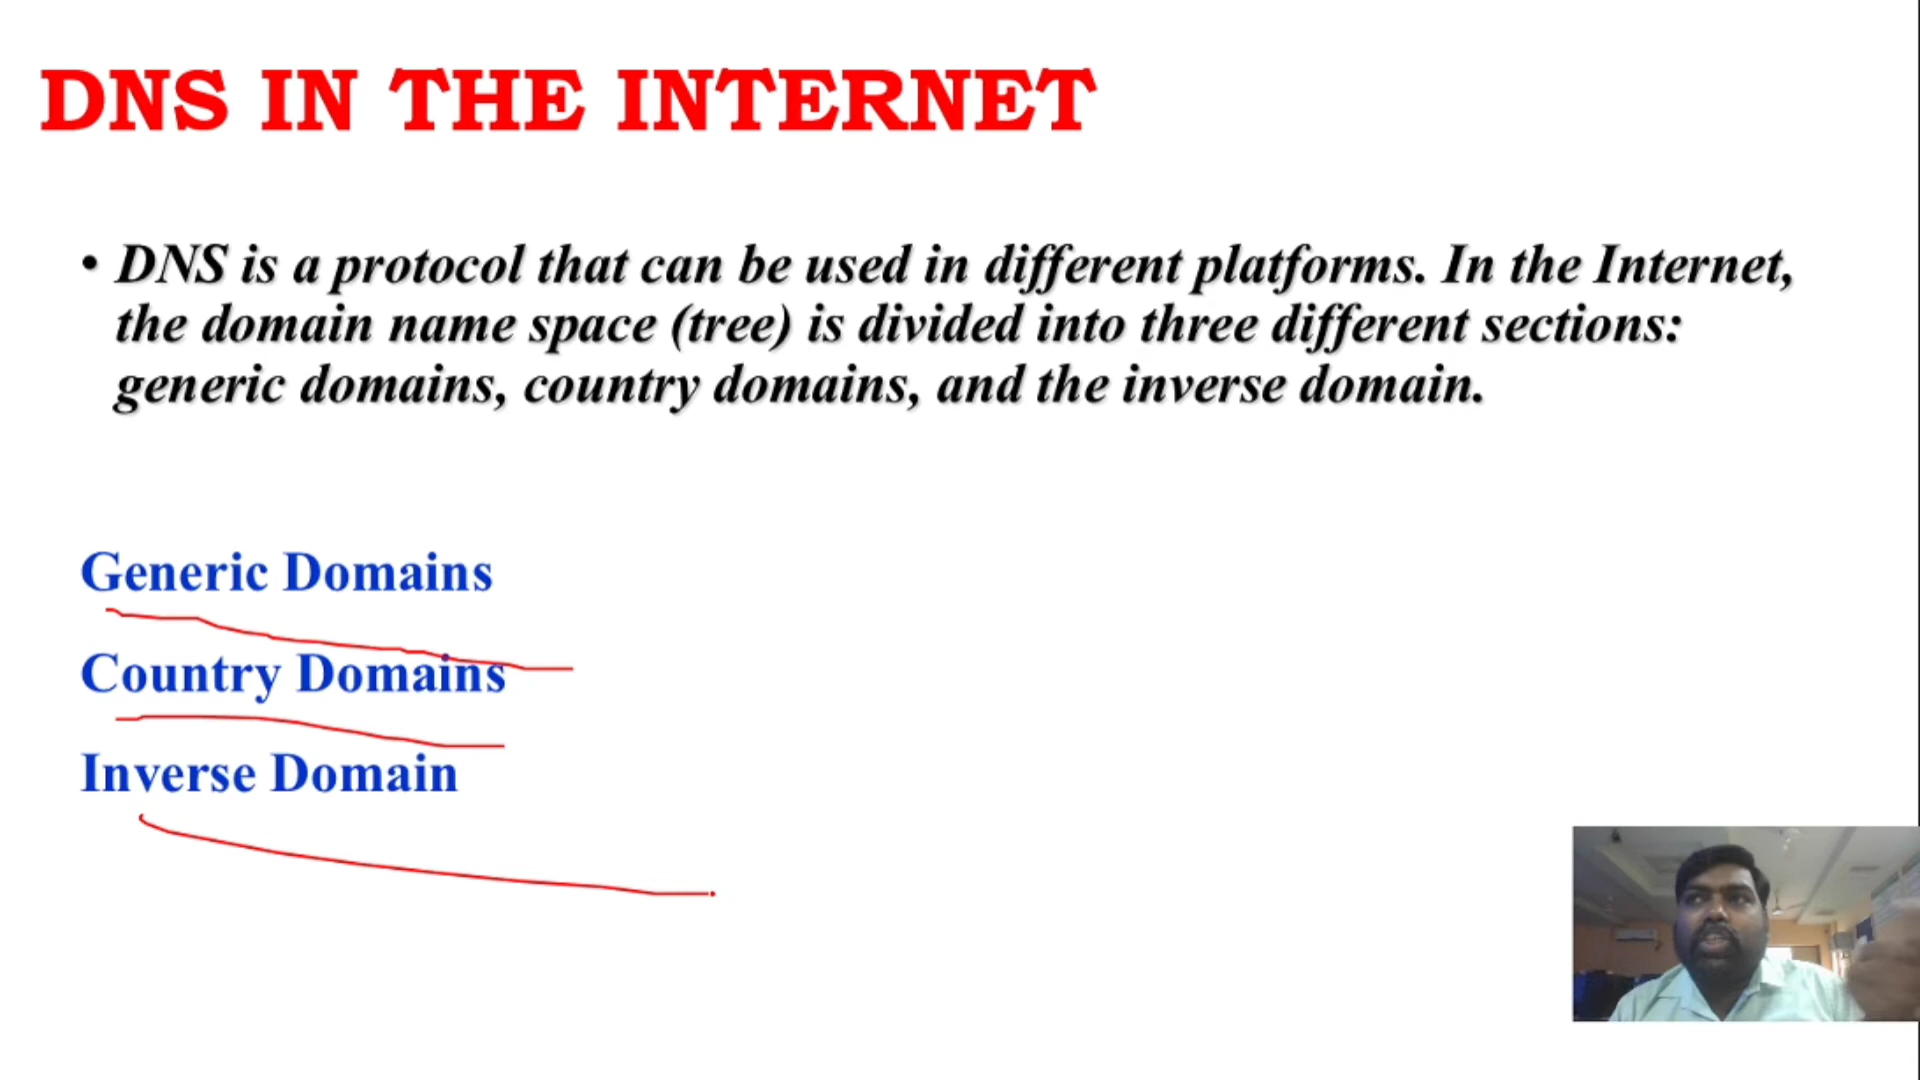 DNS IN THE INTERNET
• DNS is a protocol that can be used in different platforms. In the Internet,
the domain name space (tree) is divided into three different sections:
generic domains, country domains, and the inverse domain.
Generic Domains
Country Domains
Inverse Domain